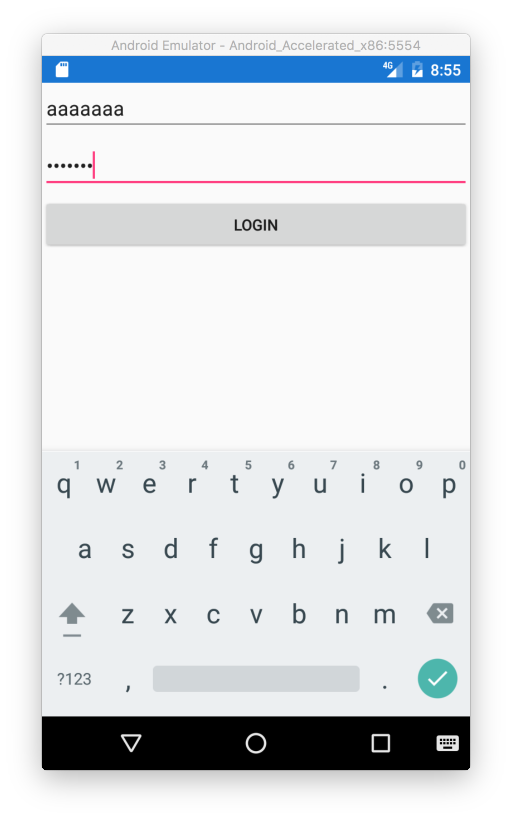 Android Emulator - Android_Accelerated_x86:5554
4G 8:55
aaaaaaa
•••••••
LOGIN
1 2 3 4 5 6 7 8 9 0
q w e r t y u i o p
a s d f g h j k l
z x c v b n m
?123 , .